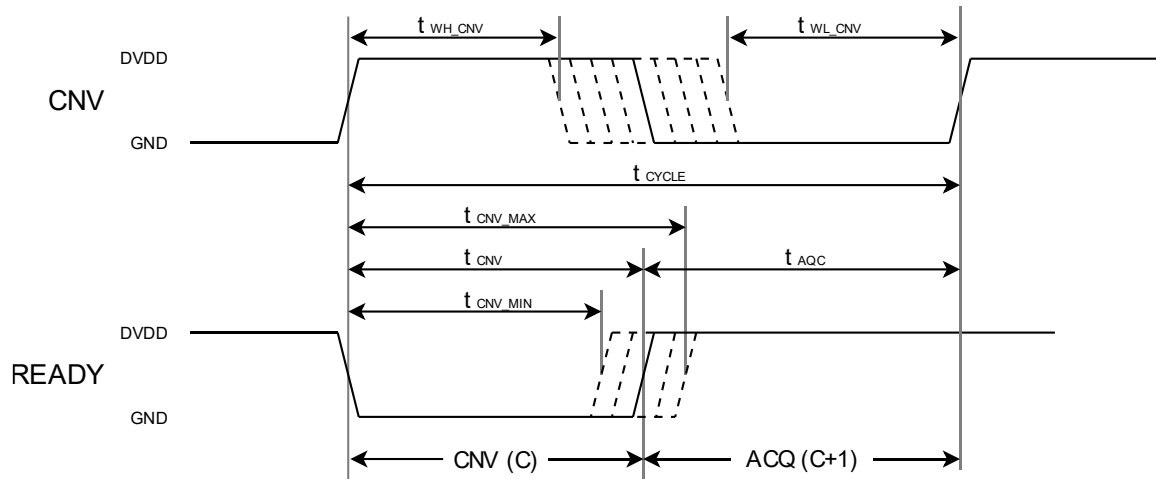 t WH_CNV
t WL_CNV
DVDD
CNV
GND
t CYCLE
t CNV_MAX
t CNV
t AQC
t CNV_MIN
DVDD
READY
GND
CNV (C)
ACQ (C+1)